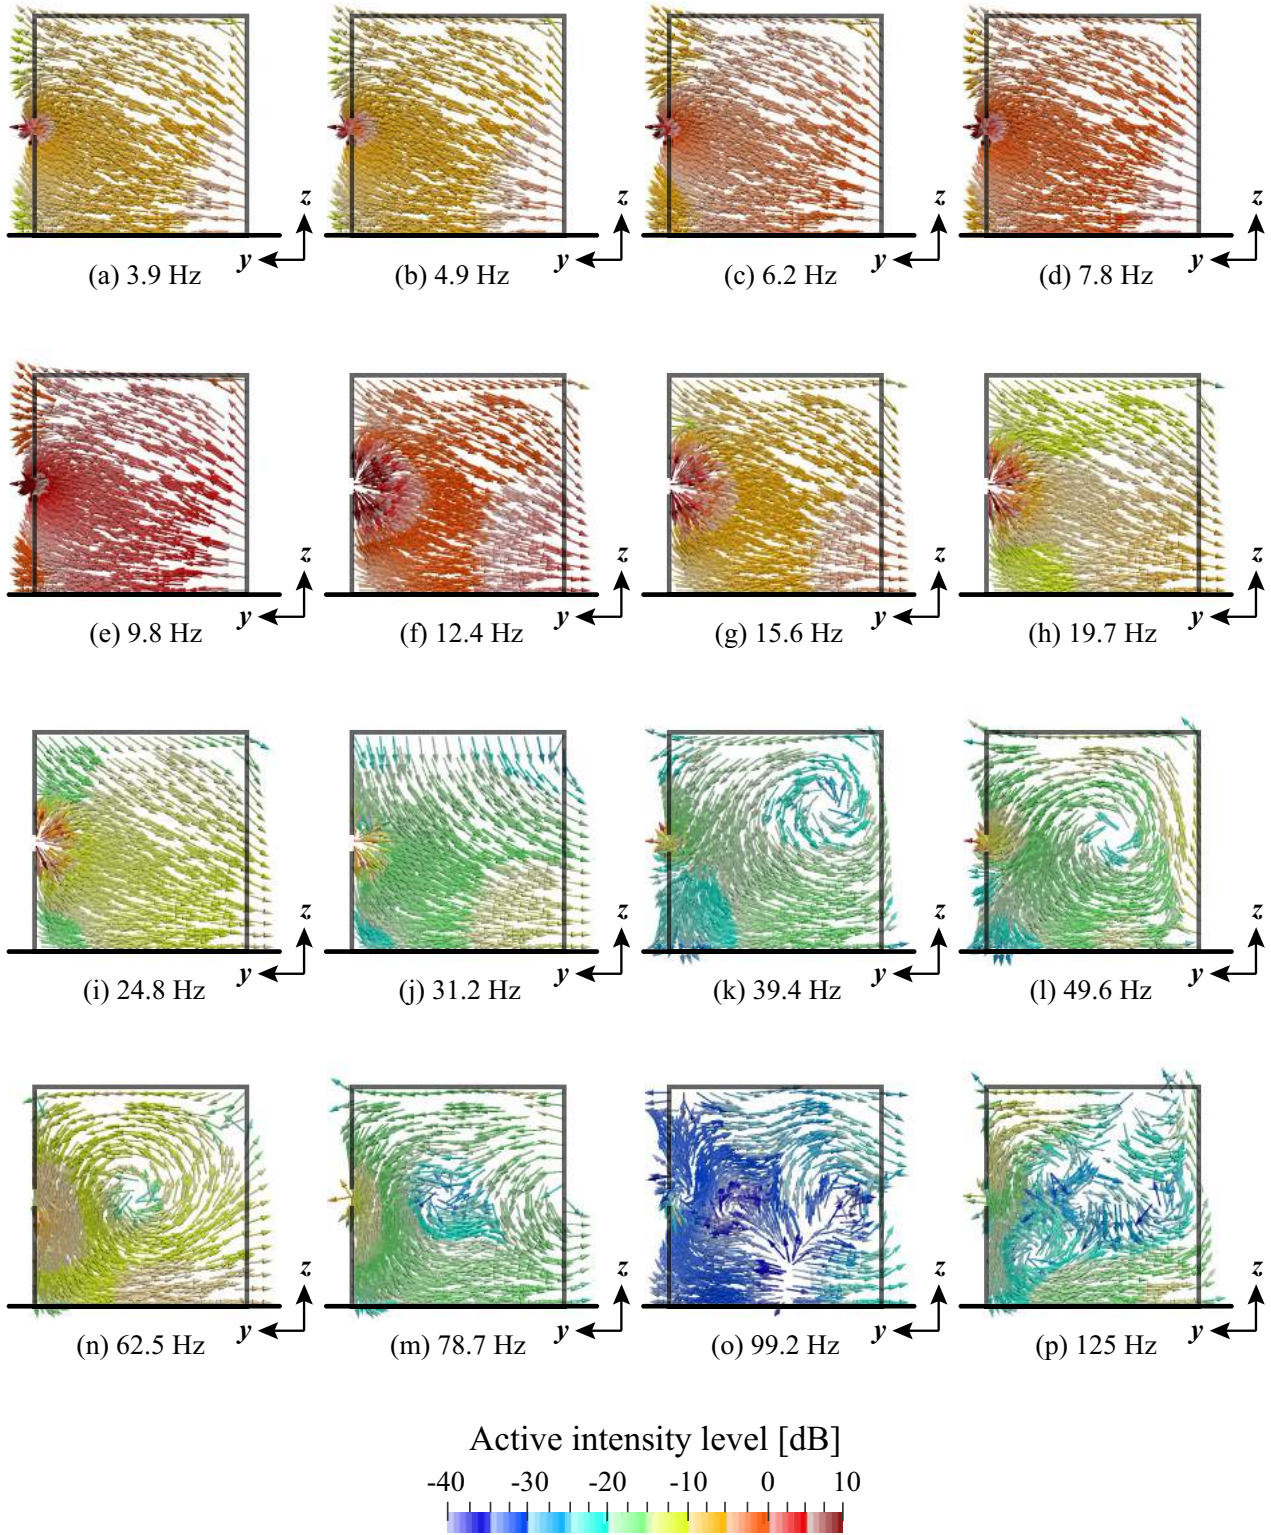 z z z z
y y y y
(a) 3.9 Hz (b) 4.9 Hz (c) 6.2 Hz (d) 7.8 Hz
z z z z
y y y y
(e) 9.8 Hz (f) 12.4 Hz (g) 15.6 Hz (h) 19.7 Hz
z z z z
y y y y
(i) 24.8 Hz (j) 31.2 Hz (k) 39.4 Hz (l) 49.6 Hz
z z z z
y y y y
(n) 62.5 Hz (m) 78.7 Hz (o) 99.2 Hz (p) 125 Hz
Active intensity level [dB]
-40 -30 -20 -10 0 10